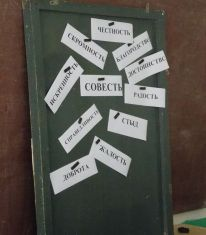 ЧЕСТНОСТЬ
СКРОМНОСТЬ
БЛАГОРОДСТВО
ДОСТОИНСТВО
ИСКРЕННОСТЬ
СОВЕСТЬ
РАДОСТЬ
СПРАВЕДЛИВОСТЬ
СТЫД
ЖАЛОСТЬ
ДОБРОТА